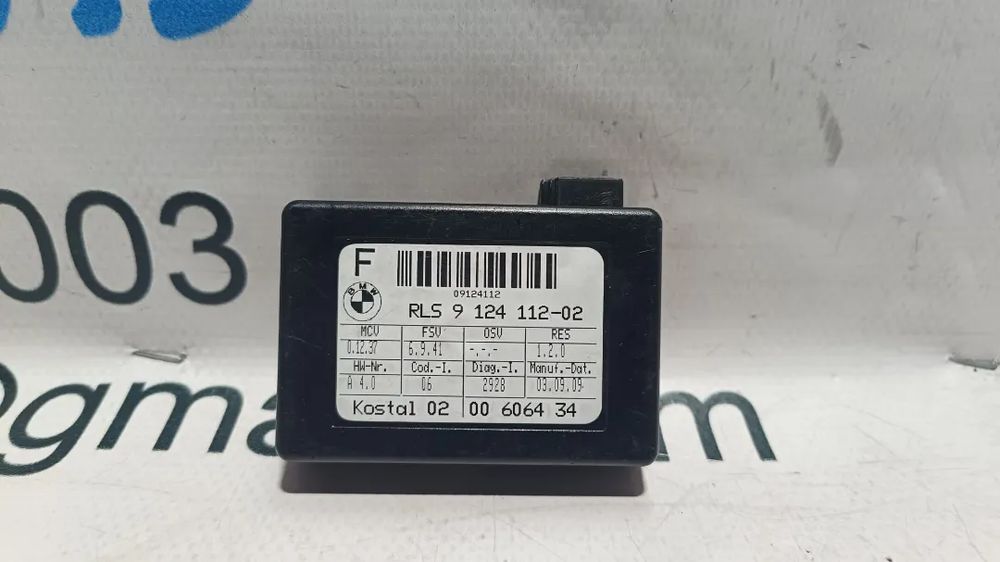 003
@gma
m
F
09124112
BMW
RLS 9 124 112-02
MCV FSV OSV RES
0.12.37 6.9.41 -.-.- 1.2.0
HW-Nr. Cod.-I. Diag.-I. Manuf.-Dat.
A 4.0 06 2928 03.09.09
Kostal 02 00 6064 34